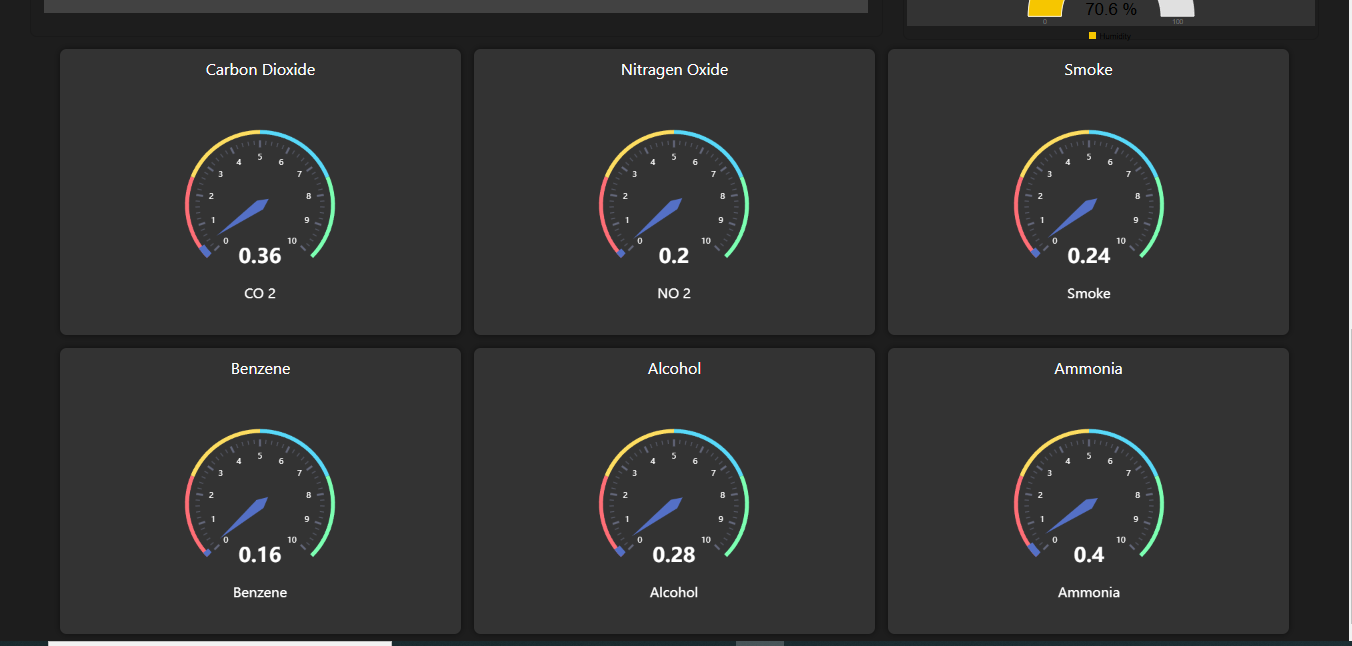 70.6 %
0
100
Humidity
Carbon Dioxide
Nitragen Oxide
Smoke
0 1 2 3 4 5 6 7 8 9 10
0.36
CO 2
0 1 2 3 4 5 6 7 8 9 10
0.2
NO 2
0 1 2 3 4 5 6 7 8 9 10
0.24
Smoke
Benzene
Alcohol
Ammonia
0 1 2 3 4 5 6 7 8 9 10
0.16
Benzene
0 1 2 3 4 5 6 7 8 9 10
0.28
Alcohol
0 1 2 3 4 5 6 7 8 9 10
0.4
Ammonia